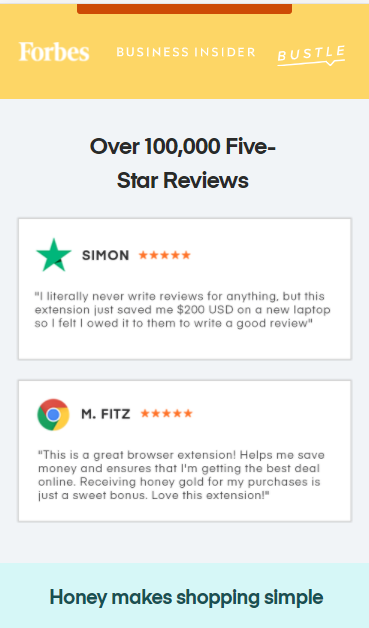 Forbes
BUSINESS INSIDER
BUSTLE
Over 100,000 Five-
Star Reviews
SIMON
"I literally never write reviews for anything, but this
extension just saved me $200 USD on a new laptop
so I felt I owed it to them to write a good review"
M. FITZ
"This is a great browser extension! Helps me save
money and ensures that I'm getting the best deal
online. Receiving honey gold for my purchases is
just a sweet bonus. Love this extension!"
Honey makes shopping simple